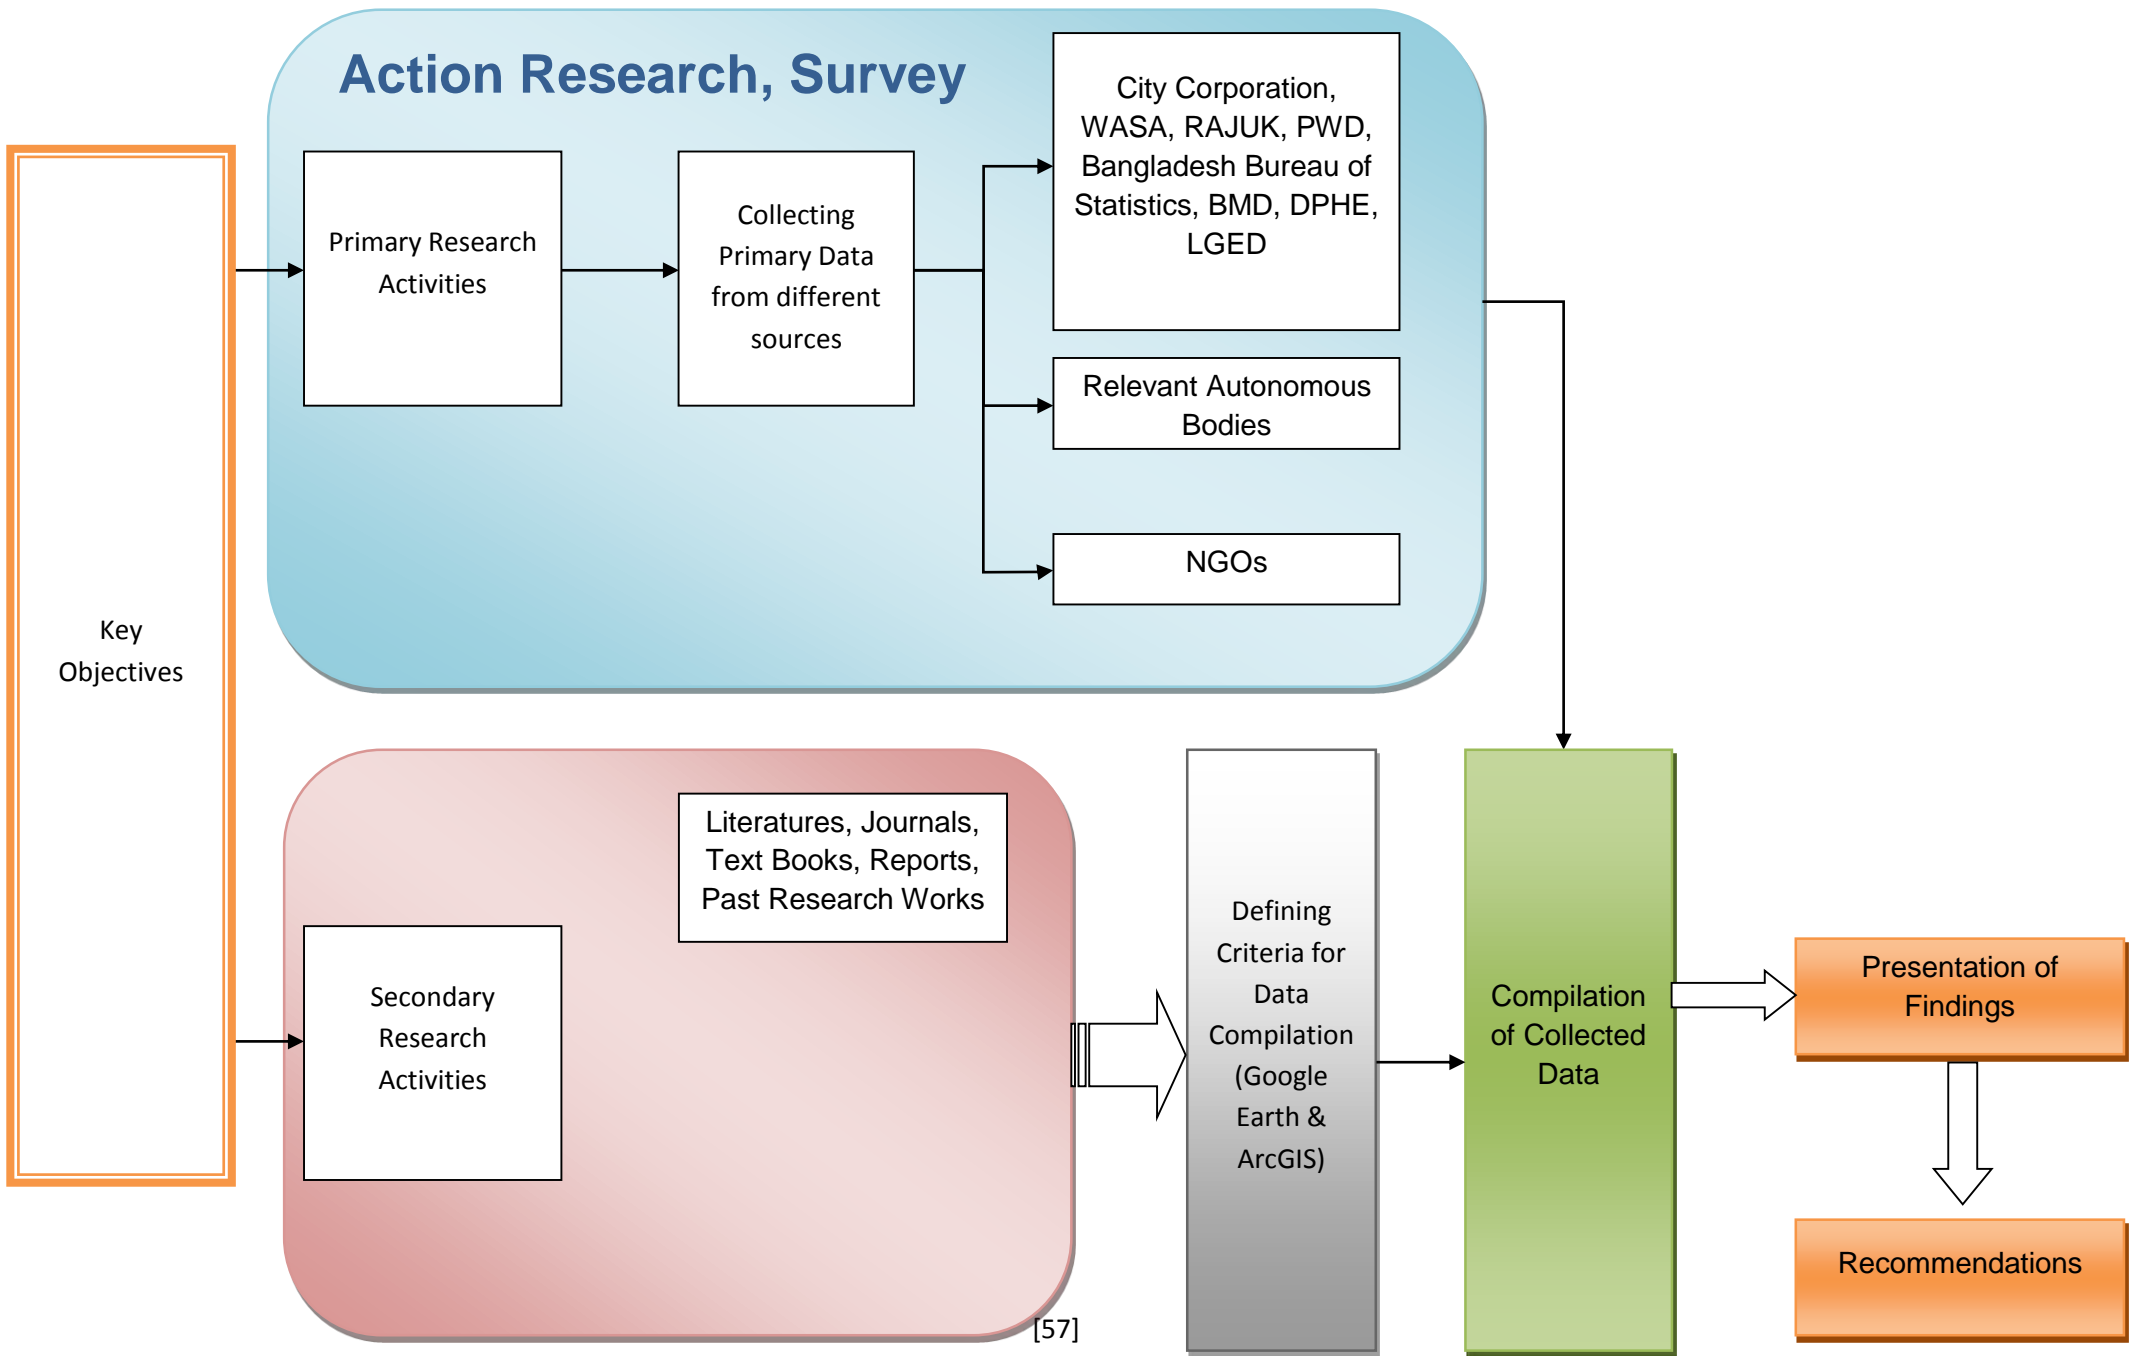 Action Research, Survey
City Corporation,
WASA, RAJUK, PWD,
Bangladesh Bureau of
Statistics, BMD, DPHE,
LGED
Primary Research
Activities
Collecting
Primary Data
from different
sources
Relevant Autonomous
Bodies
NGOs
Key
Objectives
Literatures, Journals,
Text Books, Reports,
Past Research Works
Secondary
Research
Activities
Defining
Criteria for
Data
Compilation
(Google
Earth &
ArcGIS)
Compilation
of Collected
Data
Presentation of
Findings
Recommendations
[57]